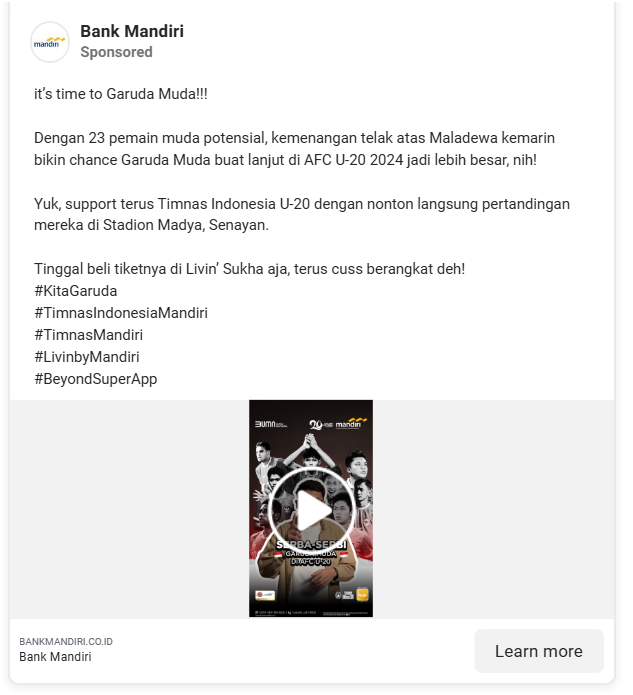 mandiri
Bank Mandiri
Sponsored
it's time to Garuda Muda!!!
Dengan 23 pemain muda potensial, kemenangan telak atas Maladewa kemarin
bikin chance Garuda Muda buat lanjut di AFC U-20 2024 jadi lebih besar, nih!
Yuk, support terus Timnas Indonesia U-20 dengan nonton langsung pertandingan
mereka di Stadion Madya, Senayan.
Tinggal beli tiketnya di Livin' Sukha aja, terus cuss berangkat deh!
#KitaGaruda
#TimnasIndonesiaMandiri
#TimnasMandiri
#LivinbyMandiri
#BeyondSuperApp
BUMN
mandiri
SERBA-SERBI
GARUDA MUDA
DI AFC U-20
BANKMANDIRI.CO.ID
Bank Mandiri
Learn more